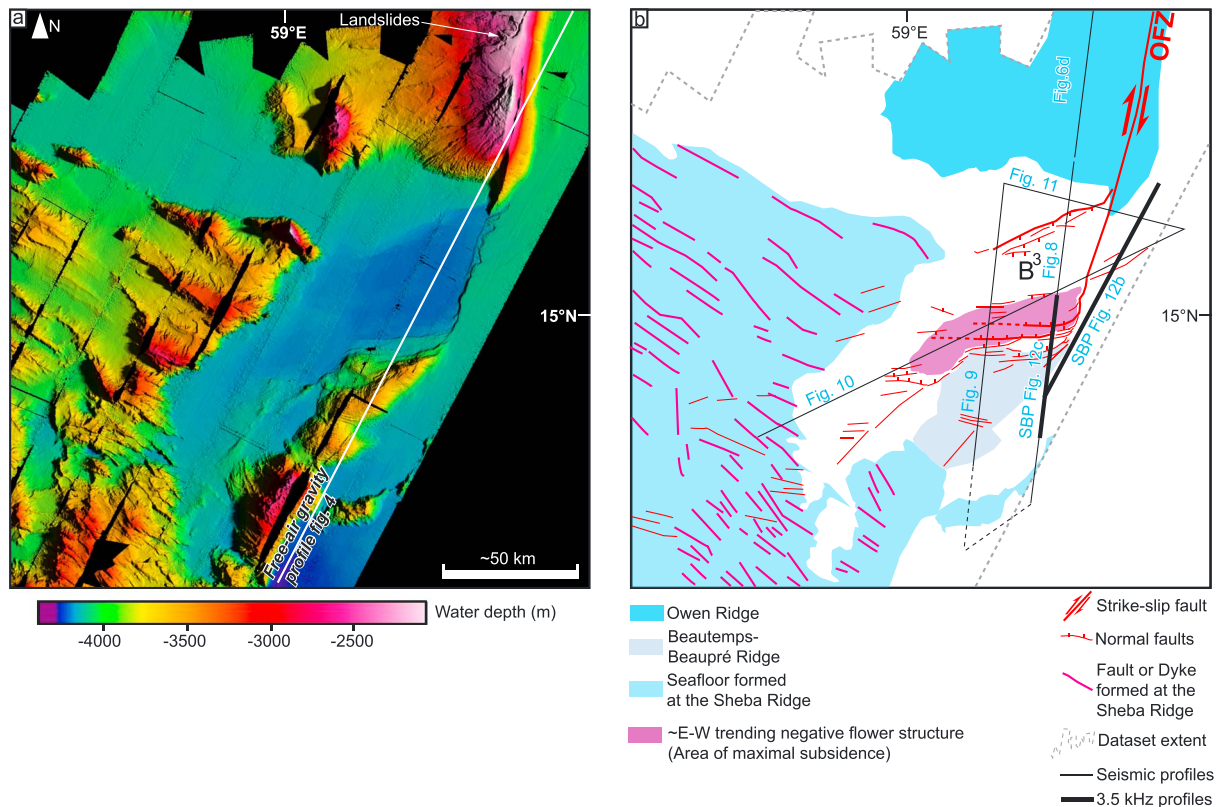 a
N
Landslides
59°E
15°N
Free-air gravity
profile fig. 4
~50 km
Water depth (m)
-4000
-3500
-3000
-2500
b
59°E
OFZ
Fig.6d
Fig. 11
Fig.8
B3
15°N
SBP Fig. 12b
SBP Fig. 12c
Fig. 9
Fig. 10
Owen Ridge
Beautemps-
Beaupré Ridge
Seafloor formed
at the Sheba Ridge
~E-W trending negative flower structure
(Area of maximal subsidence)
Strike-slip fault
Normal faults
Fault or Dyke
formed at the
Sheba Ridge
Dataset extent
Seismic profiles
3.5 kHz profiles